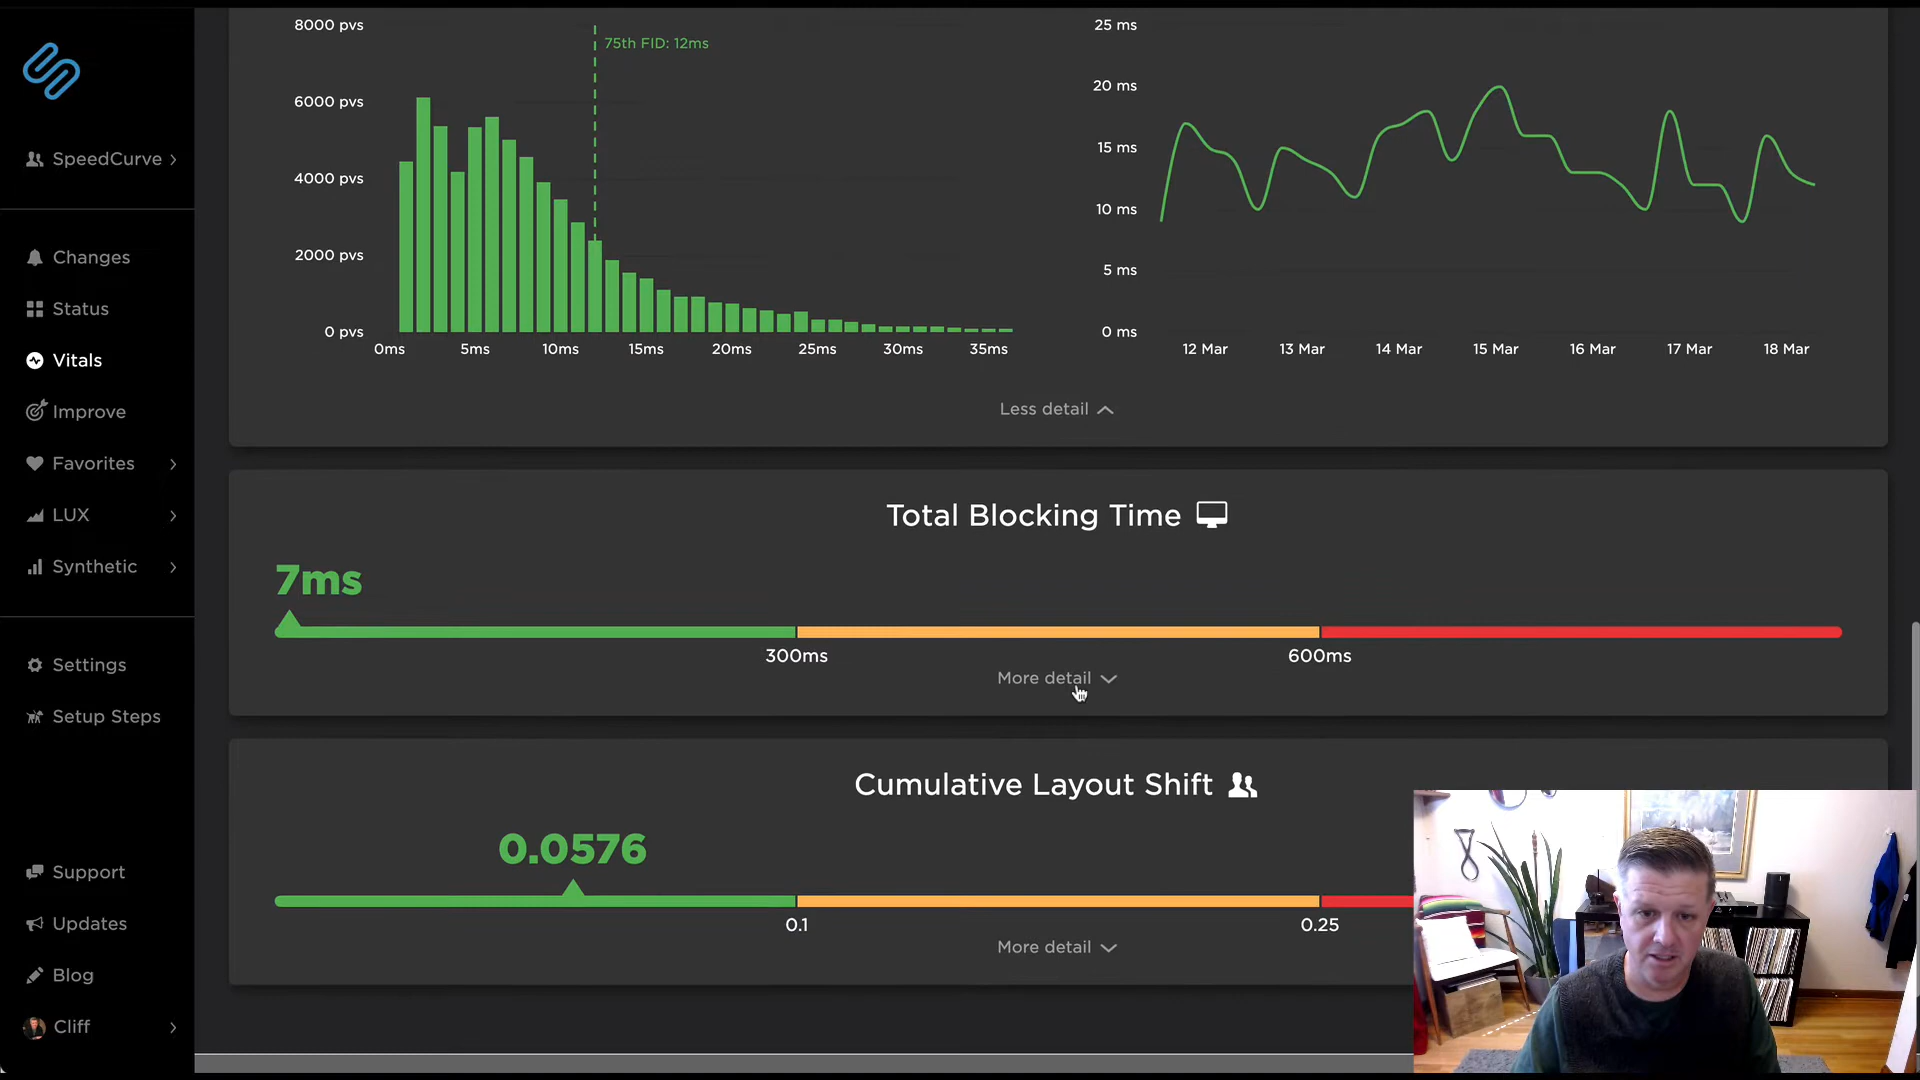 SpeedCurve
Changes
Status
Vitals
Improve
Favorites
LUX
Synthetic
Settings
Setup Steps
Support
Updates
Blog
Cliff
8000 pvs
6000 pvs
4000 pvs
2000 pvs
0 pvs
75th FID: 12ms
0ms 5ms 10ms 15ms 20ms 25ms 30ms 35ms
25 ms
20 ms
15 ms
10 ms
5 ms
0 ms
12 Mar 13 Mar 14 Mar 15 Mar 16 Mar 17 Mar 18 Mar
Less detail
Total Blocking Time
7ms
300ms 600ms
More detail
Cumulative Layout Shift
0.0576
0.1 0.25
More detail